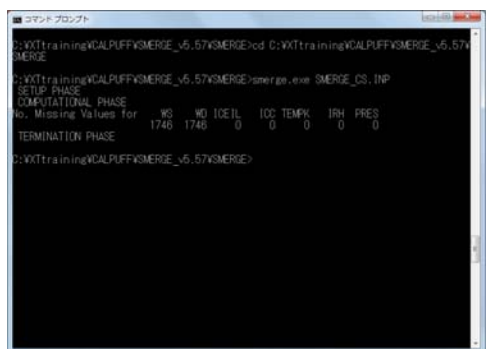 コマンド プロンプト
C:¥XTtraining¥CALPUFF¥SMERGE_v5.57¥SMERGE>cd C:¥XTtraining¥CALPUFF¥SMERGE_v5.57¥
SMERGE
C:¥XTtraining¥CALPUFF¥SMERGE_v5.57¥SMERGE>smerge.exe SMERGE_CS.INP
SETUP PHASE
COMPUTATIONAL PHASE
No. Missing Values for WS WD ICEIL ICC TEMPK IRH PRES
1746 1746 0 0 0 0 0
TERMINATION PHASE
C:¥XTtraining¥CALPUFF¥SMERGE_v5.57¥SMERGE>